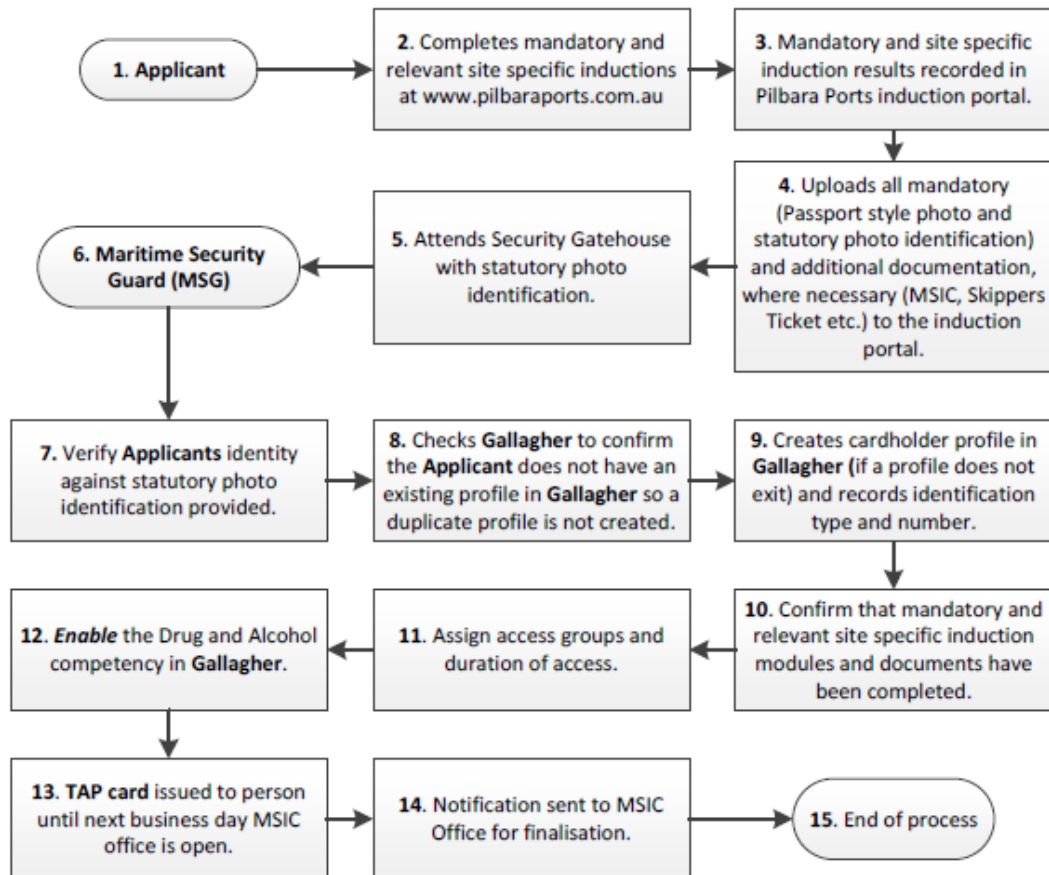 1. Applicant
2. Completes mandatory and
relevant site specific inductions
at www.pilbaraports.com.au
3. Mandatory and site specific
induction results recorded in
Pilbara Ports induction portal.
4. Uploads all mandatory
(Passport style photo and
statutory photo identification)
and additional documentation,
where necessary (MSIC, Skippers
Ticket etc.) to the induction
portal.
5. Attends Security Gatehouse
with statutory photo
identification.
6. Maritime Security
Guard (MSG)
7. Verify Applicants identity
against statutory photo
identification provided.
8. Checks Gallagher to confirm
the Applicant does not have an
existing profile in Gallagher so a
duplicate profile is not created.
9. Creates cardholder profile in
Gallagher (if a profile does not
exit) and records identification
type and number.
10. Confirm that mandatory and
relevant site specific induction
modules and documents have
been completed.
11. Assign access groups and
duration of access.
12. Enable the Drug and Alcohol
competency in Gallagher.
13. TAP card issued to person
until next business day MSIC
office is open.
14. Notification sent to MSIC
Office for finalisation.
15. End of process